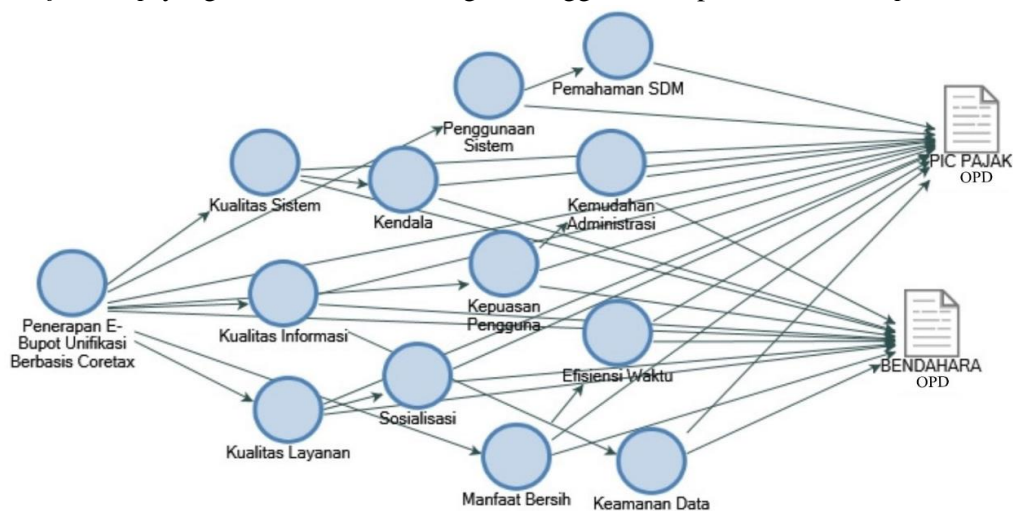 Pemahaman SDM
Penggunaan
Sistem
PIC PAJAK
OPD
Kualitas Sistem
Kendala
Kemudahan
Administrasi
Penerapan E-
Bupot Unifikasi
Berbasis Coretax
Kualitas Informasi
Kepuasan
Pengguna
Efisiensi Waktu
BENDAHARA
OPD
Sosialisasi
Kualitas Layanan
Manfaat Bersih
Keamanan Data